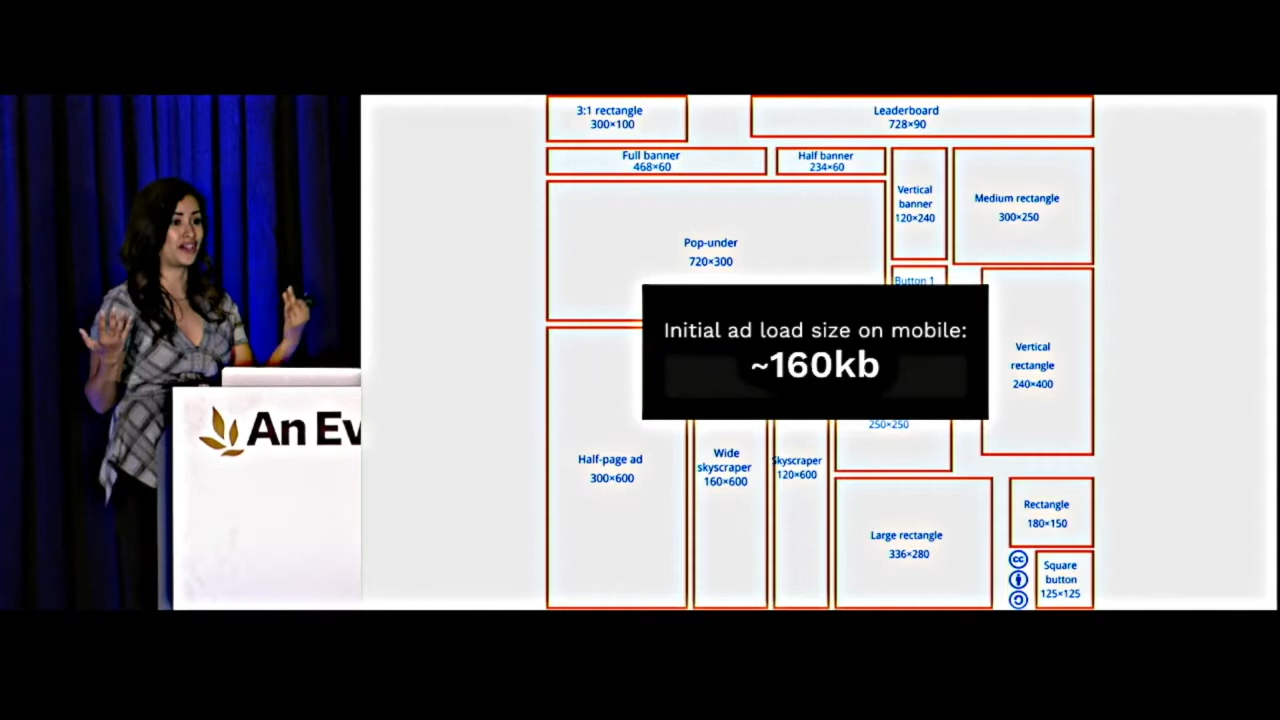 3:1 rectangle
300×100
Leaderboard
728×90
Full banner
468×60
Half banner
234×60
Vertical
banner
120×240
Medium rectangle
300×250
Pop-under
720×300
Button 1
Initial ad load size on mobile:
~160kb
Vertical
rectangle
240×400
An Ev
250×250
Half-page ad
300×600
Wide
skyscraper
160×600
Skyscraper
120×600
Large rectangle
336×280
Rectangle
180×150
cc
Square
button
125×125